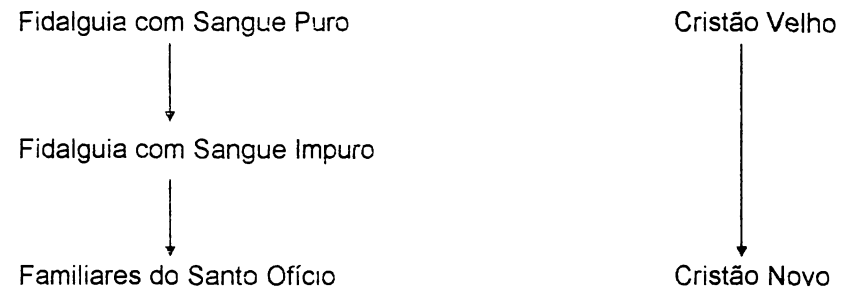 Fidalguia com Sangue Puro
Cristão Velho
Fidalguia com Sangue Impuro
Familiares do Santo Ofício
Cristão Novo